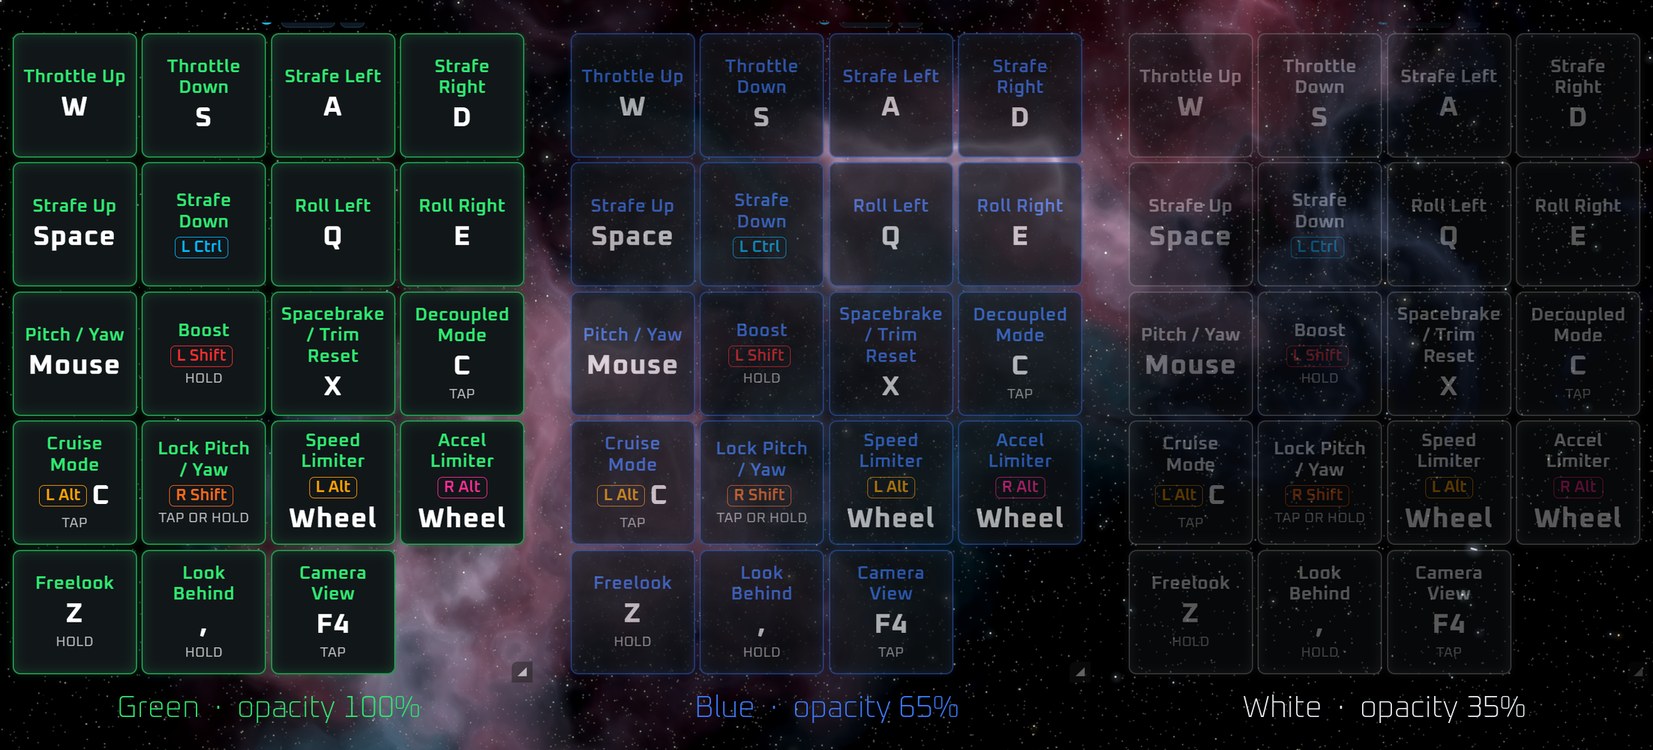 Throttle Up
W
Throttle
Down
S
Strafe Left
A
Strafe
Right
D
Strafe Up
Space
Strafe
Down
L Ctrl
Roll Left
Q
Roll Right
E
Pitch / Yaw
Mouse
Boost
L Shift
HOLD
Spacebrake
/ Trim
Reset
X
Decoupled
Mode
C
TAP
Cruise
Mode
L Alt C
TAP
Lock Pitch
/ Yaw
R Shift
TAP OR HOLD
Speed
Limiter
L Alt
Wheel
Accel
Limiter
R Alt
Wheel
Freelook
Z
HOLD
Look
Behind
,
HOLD
Camera
View
F4
TAP
Green · opacity 100%
Throttle Up
W
Throttle
Down
S
Strafe Left
A
Strafe
Right
D
Strafe Up
Space
Strafe
Down
L Ctrl
Roll Left
Q
Roll Right
E
Pitch / Yaw
Mouse
Boost
L Shift
HOLD
Spacebrake
/ Trim
Reset
X
Decoupled
Mode
C
TAP
Cruise
Mode
L Alt C
TAP
Lock Pitch
/ Yaw
R Shift
TAP OR HOLD
Speed
Limiter
L Alt
Wheel
Accel
Limiter
R Alt
Wheel
Freelook
Z
HOLD
Look
Behind
,
HOLD
Camera
View
F4
TAP
Blue · opacity 65%
Throttle Up
W
Throttle
Down
S
Strafe Left
A
Strafe
Right
D
Strafe Up
Space
Strafe
Down
L Ctrl
Roll Left
Q
Roll Right
E
Pitch / Yaw
Mouse
Boost
L Shift
HOLD
Spacebrake
/ Trim
Reset
X
Decoupled
Mode
C
TAP
Cruise
Mode
L Alt C
TAP
Lock Pitch
/ Yaw
R Shift
TAP OR HOLD
Speed
Limiter
L Alt
Wheel
Accel
Limiter
R Alt
Wheel
Freelook
Z
HOLD
Look
Behind
,
HOLD
Camera
View
F4
TAP
White · opacity 35%